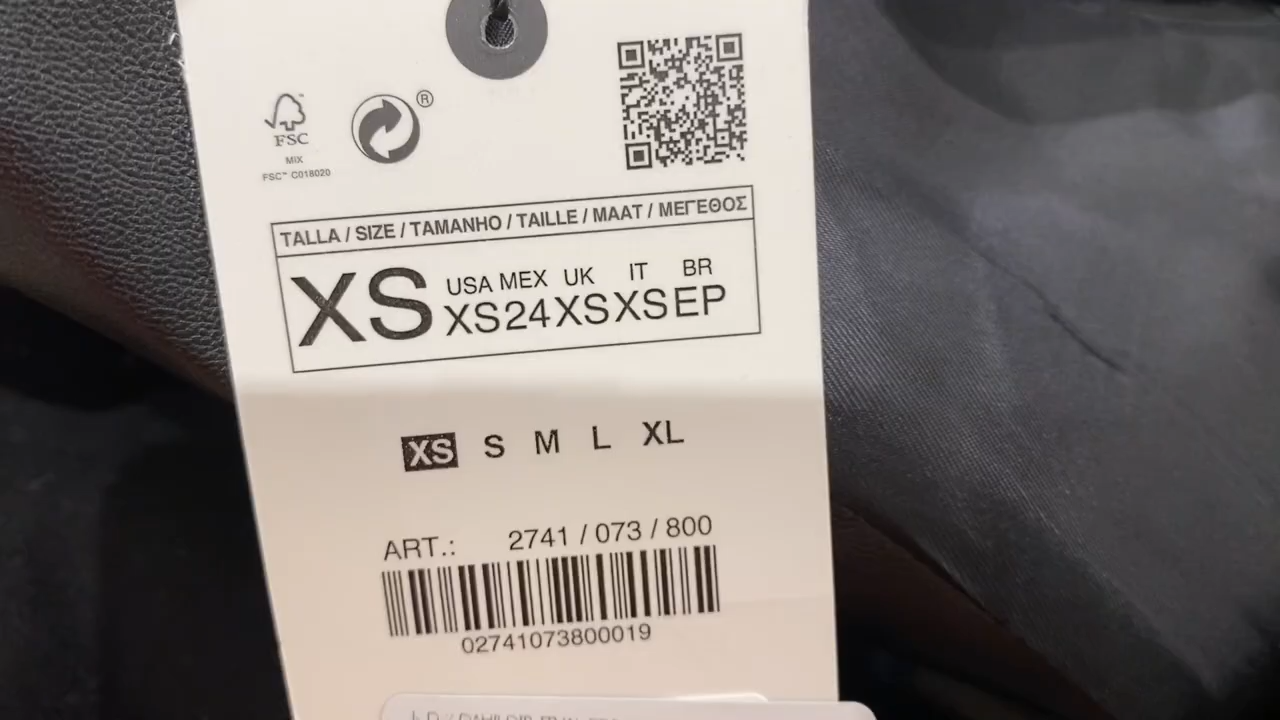 FSC
MIX
FSC™ C018020
®
TALLA / SIZE / TAMANHO / TAILLE / MAAT / ΜΕΓΕΘΟΣ
XS
USA MEX UK IT BR
XS 24 XS XS EP
XS S M L XL
ART.: 2741 / 073 / 800
02741073800019